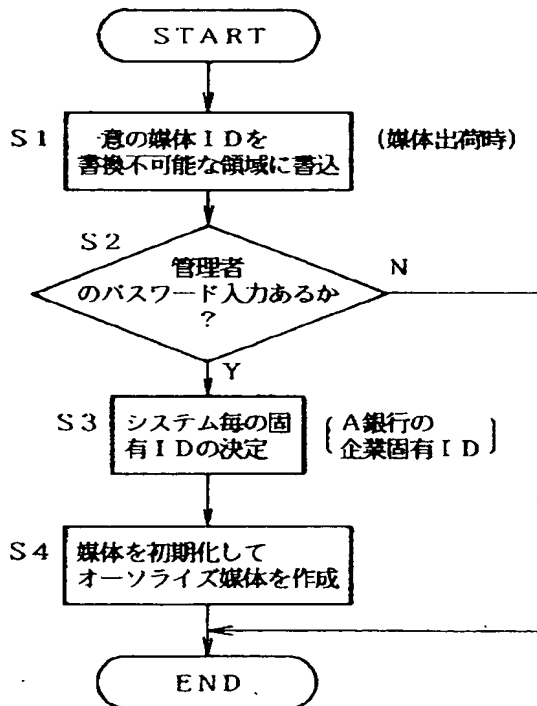 START
S1
一意の媒体IDを
書換不可能な領域に書込
(媒体出荷時)
S2
管理者
のパスワード入力あるか
?
N
Y
S3
システム毎の固
有IDの決定
A銀行の
企業固有ID
S4
媒体を初期化して
オーソライズ媒体を作成
END